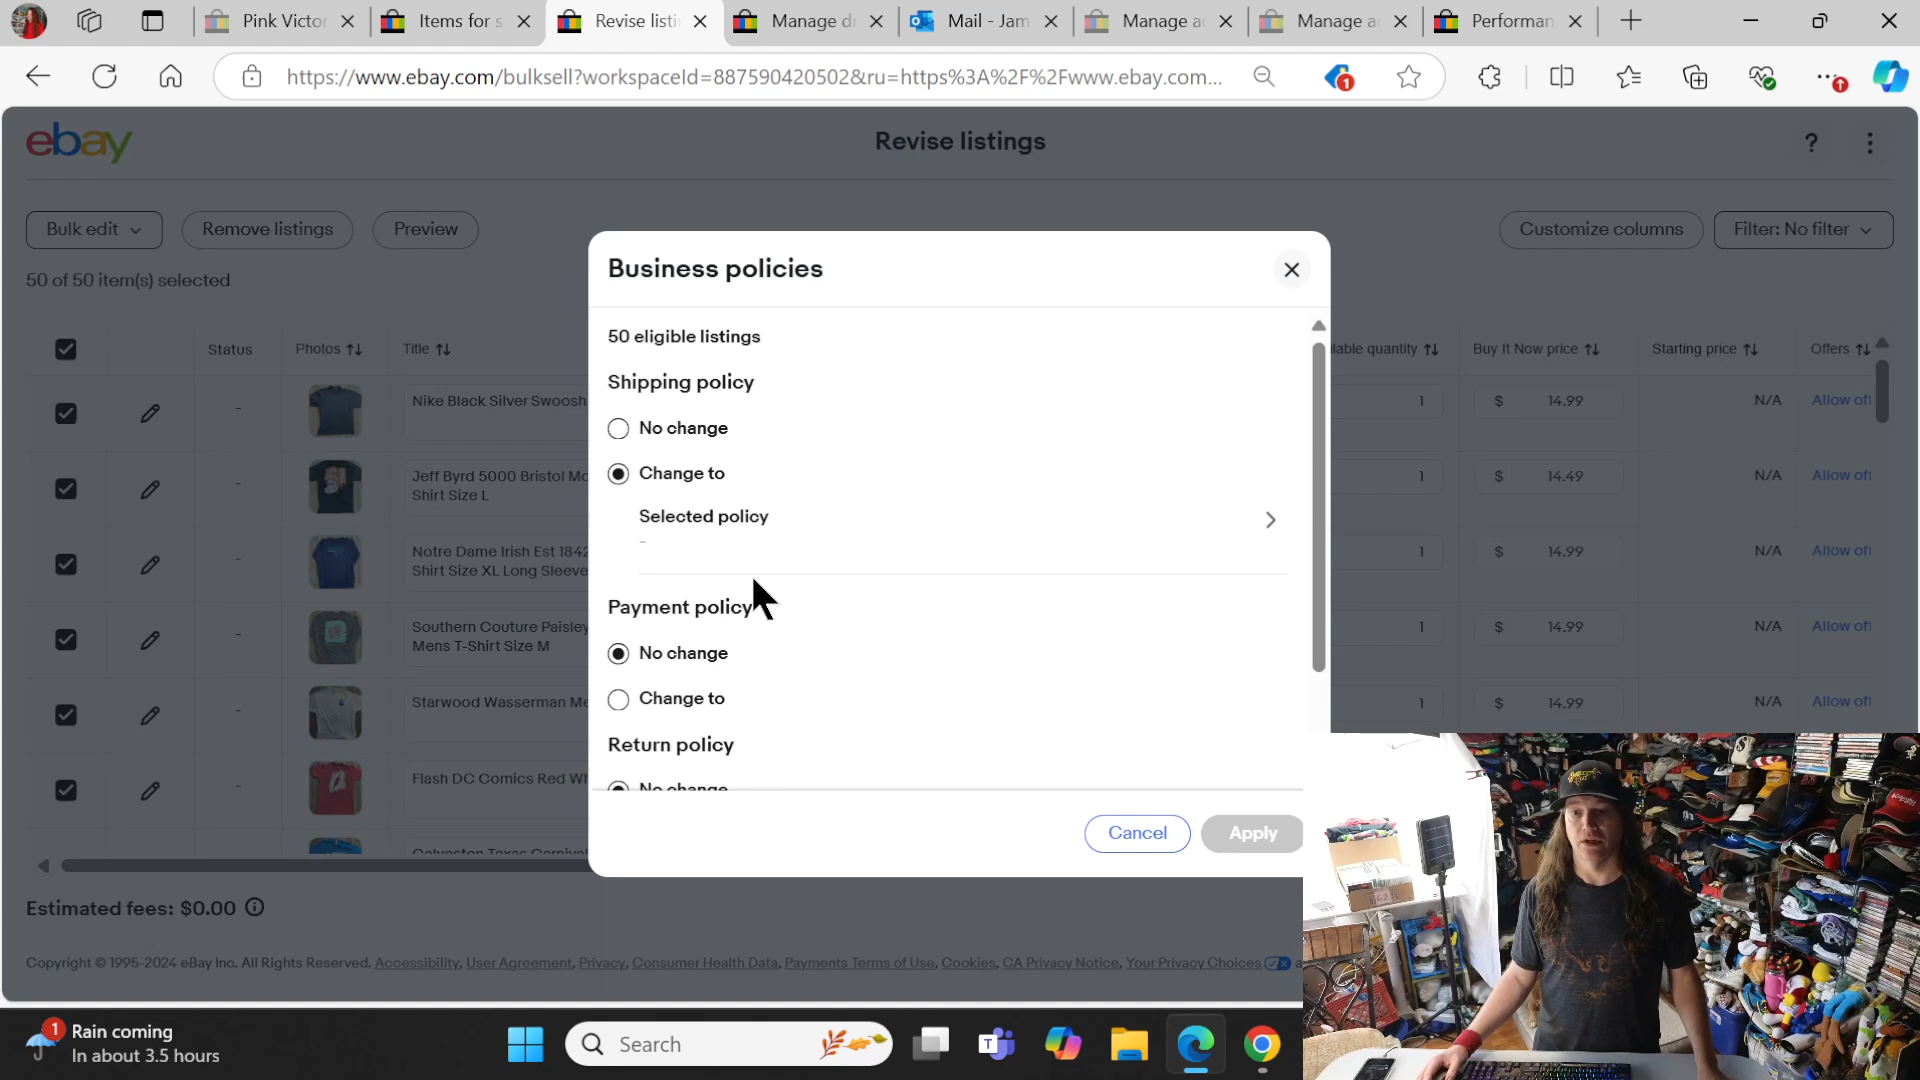 Pink Victor
Items for s
Revise listi
Manage dr
Mail - Jam
Manage ac
Manage ac
Performan
https://www.ebay.com/bulksell?workspaceId=887590420502&ru=https%3A%2F%2Fwww.ebay.com...
1
ebay
Revise listings
?
Bulk edit
Remove listings
Preview
Customize columns
Filter: No filter
50 of 50 item(s) selected
Status
Photos
Title
lable quantity
Buy It Now price
Starting price
Offers
- Nike Black Silver Swoosh 1 $ 14.99 N/A Allow off
- Jeff Byrd 5000 Bristol Mo 1 $ 14.49 N/A Allow off
Shirt Size L
- Notre Dame Irish Est 1842 1 $ 14.99 N/A Allow off
Shirt Size XL Long Sleeve
- Southern Couture Paisley 1 $ 14.99 N/A Allow off
Mens T-Shirt Size M
- Starwood Wasserman Me 1 $ 14.99 N/A Allow off
- Flash DC Comics Red Wh
Galveston Texas Carnival
Business policies
50 eligible listings
Shipping policy
No change
Change to
Selected policy
-
Payment policy
No change
Change to
Return policy
No change
Cancel
Apply
Estimated fees: $0.00
Copyright © 1995-2024 eBay Inc. All Rights Reserved. Accessibility, User Agreement, Privacy, Consumer Health Data, Payments Terms of Use, Cookies, CA Privacy Notice, Your Privacy Choices a
1
Rain coming
In about 3.5 hours
Search
T